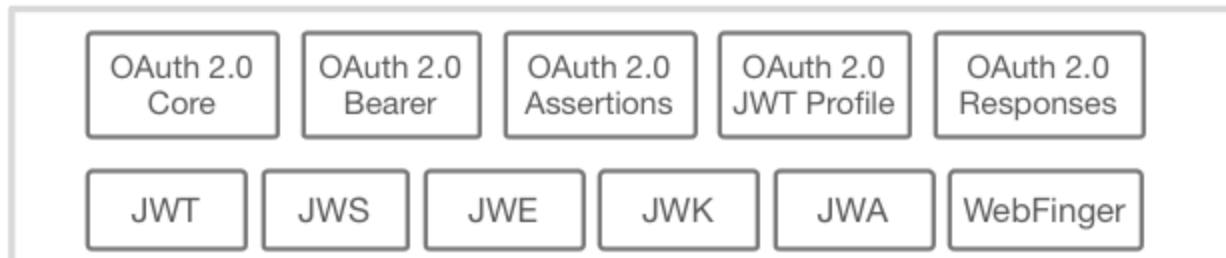 OAuth 2.0
Core
OAuth 2.0
Bearer
OAuth 2.0
Assertions
OAuth 2.0
JWT Profile
OAuth 2.0
Responses
JWT
JWS
JWE
JWK
JWA
WebFinger